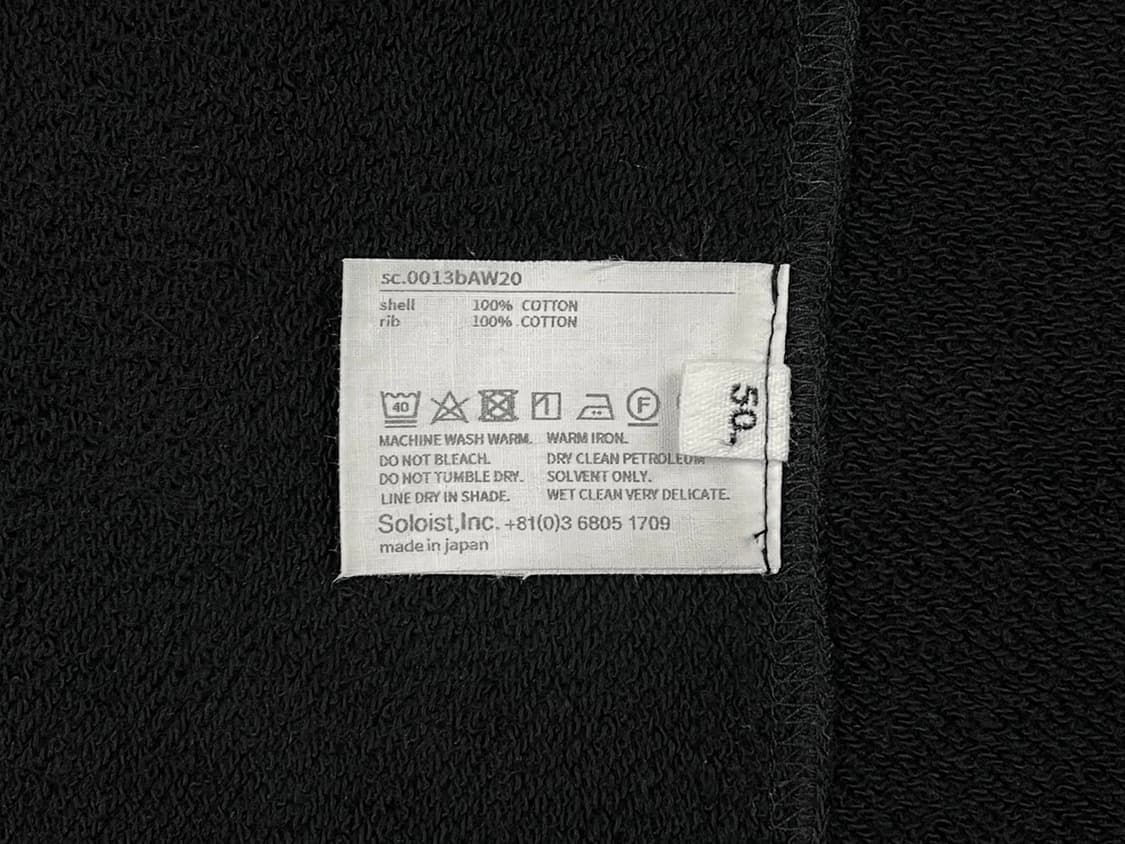 sc.0013bAW20
shell 100% COTTON
rib 100% COTTON
40 F
50.
MACHINE WASH WARM. WARM IRON.
DO NOT BLEACH. DRY CLEAN PETROLEUM
DO NOT TUMBLE DRY. SOLVENT ONLY.
LINE DRY IN SHADE. WET CLEAN VERY DELICATE.
Soloist,Inc. +81(0)3 6805 1709
made in japan